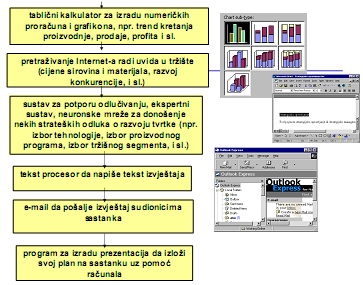 tablični kalkulator za izradu numeričkih
proračuna i grafikona, npr. trend kretanja
proizvodnje, prodaje, profita i sl.
Chart sub-type:
pretraživanje Internet-a radi uvida u tržište
(cijene sirovina i materijala, razvoj
konkurencije, i sl.)
sustav za potporu odlučivanju, ekspertni
sustav, neuronske mreže za donošenje
nekih strateških odluka o razvoju tvrtke (npr.
izbor tehnologije, izbor proizvodnog
programa, izbor tržišnog segmenta, i sl.)
tekst procesor da napiše tekst izvještaja
Outlook Express
Outlook
Express
e-mail da pošalje izvještaj sudionicima
sastanka
program za izradu prezentacija da izloži
svoj plan na sastanku uz pomoć
računala